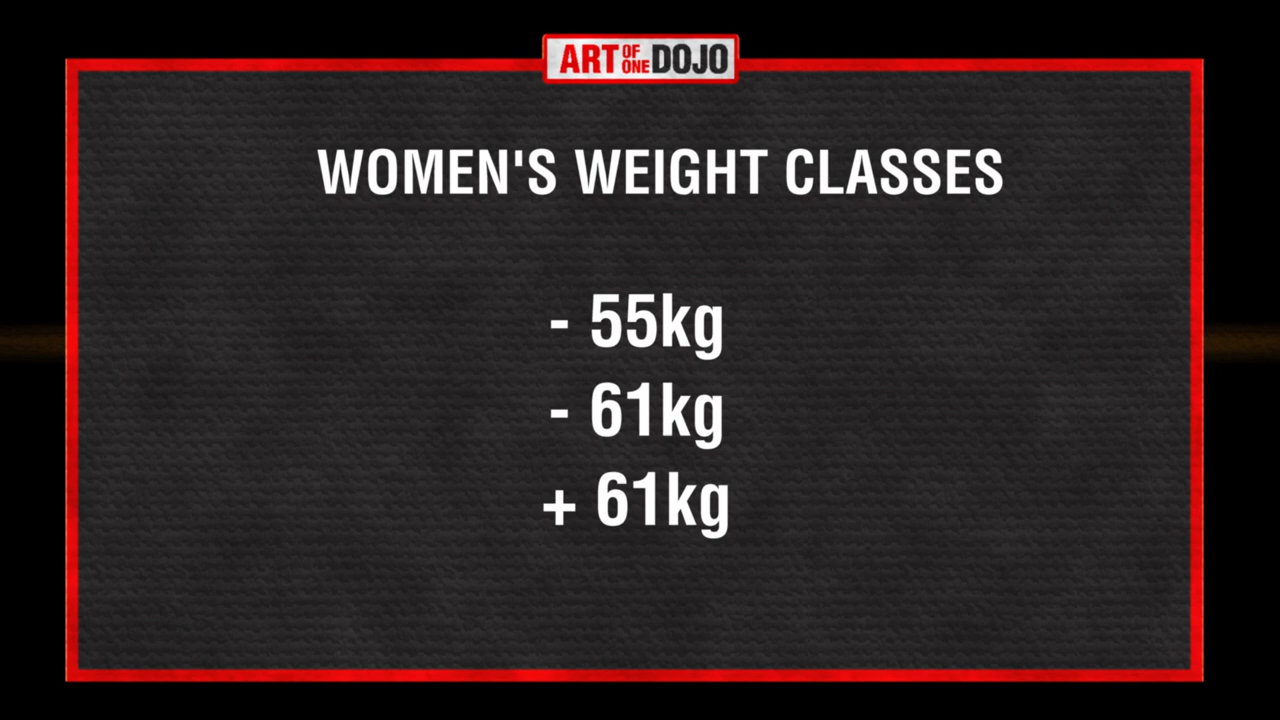 ART OF ONE DOJO
WOMEN'S WEIGHT CLASSES
- 55kg
- 61kg
+ 61kg